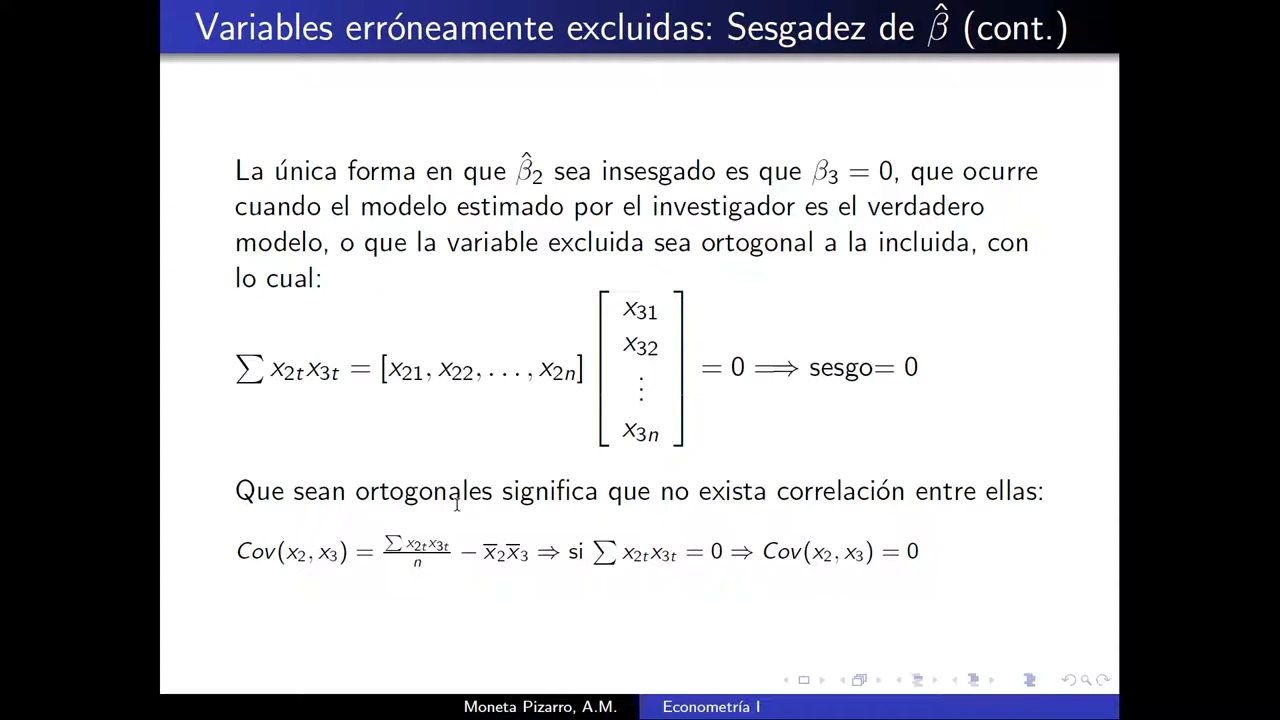 Variables erróneamente excluidas: Sesgadez de β̂ (cont.)
La única forma en que β̂₂ sea insesgado es que β₃ = 0, que ocurre
cuando el modelo estimado por el investigador es el verdadero
modelo, o que la variable excluida sea ortogonal a la incluida, con
lo cual:
∑ x₂ₜx₃ₜ = [x₂₁, x₂₂, . . . , x₂ₙ] [x₃₁ x₃₂ ⋮ x₃ₙ] = 0 ⟹ sesgo= 0
Que sean ortogonales significa que no exista correlación entre ellas:
Cov(x₂, x₃) = ∑ x₂ₜx₃ₜ / n − x̄₂x̄₃ ⇒ si ∑ x₂ₜx₃ₜ = 0 ⇒ Cov(x₂, x₃) = 0
Moneta Pizarro, A.M.
Econometría I